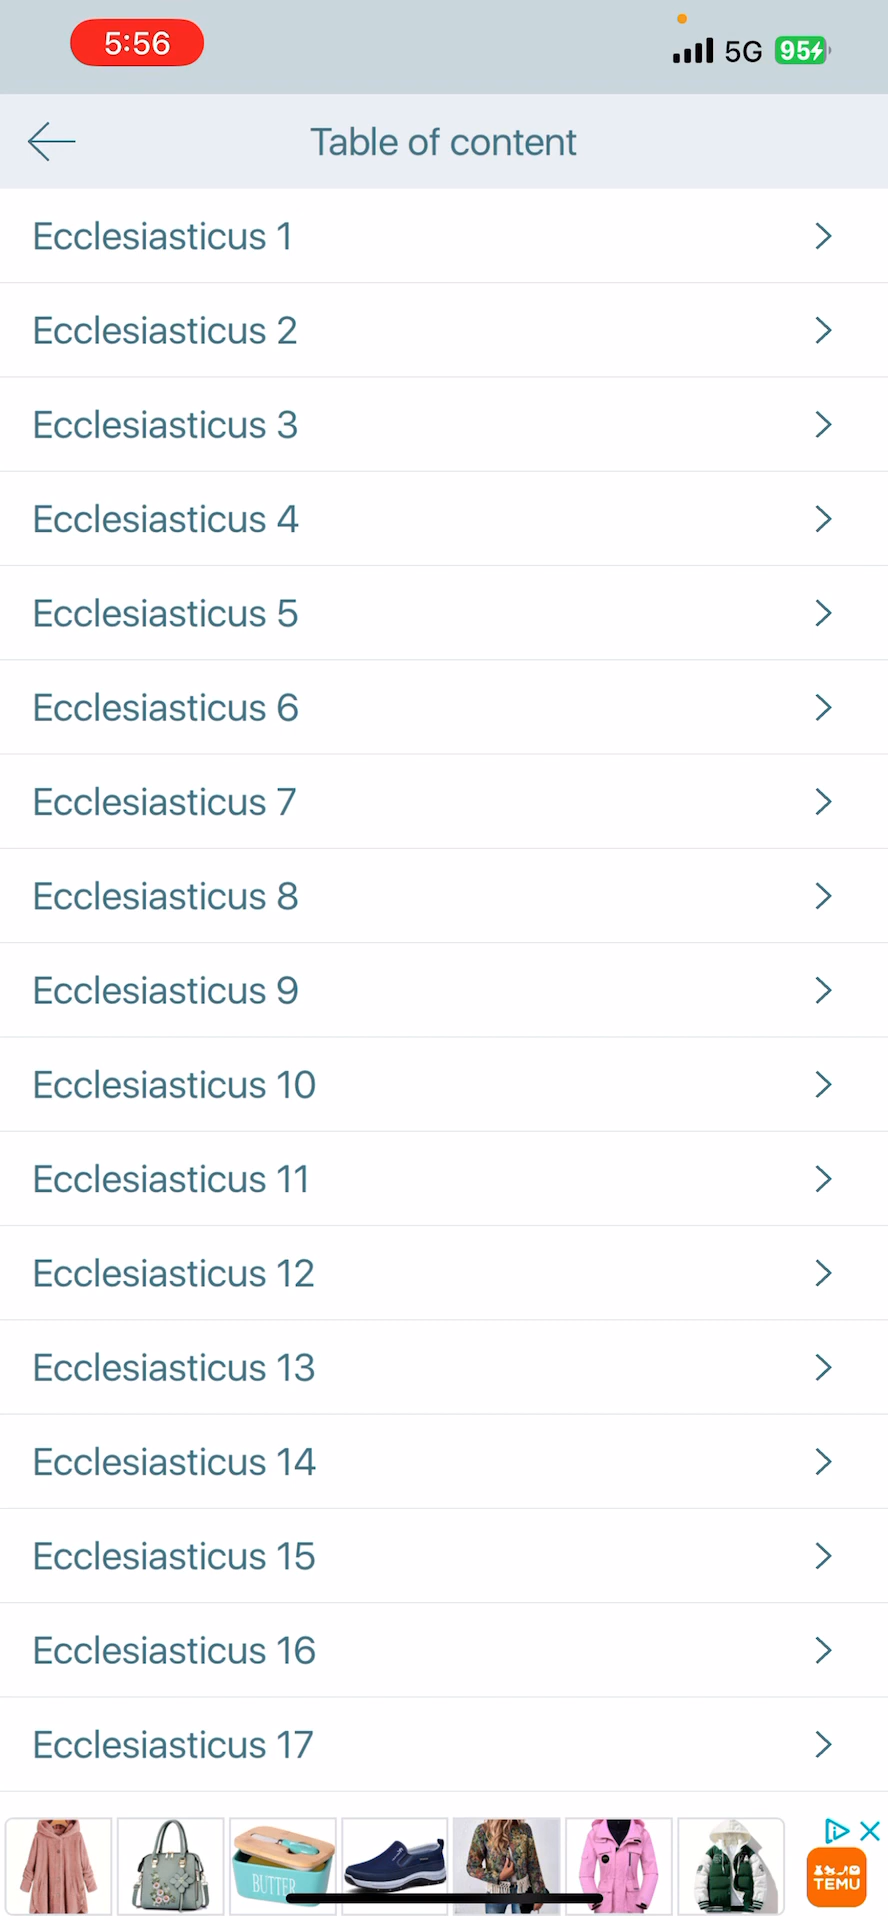 5:56
5G 95
Table of content
Ecclesiasticus 1
Ecclesiasticus 2
Ecclesiasticus 3
Ecclesiasticus 4
Ecclesiasticus 5
Ecclesiasticus 6
Ecclesiasticus 7
Ecclesiasticus 8
Ecclesiasticus 9
Ecclesiasticus 10
Ecclesiasticus 11
Ecclesiasticus 12
Ecclesiasticus 13
Ecclesiasticus 14
Ecclesiasticus 15
Ecclesiasticus 16
Ecclesiasticus 17
BUTTER
TEMU